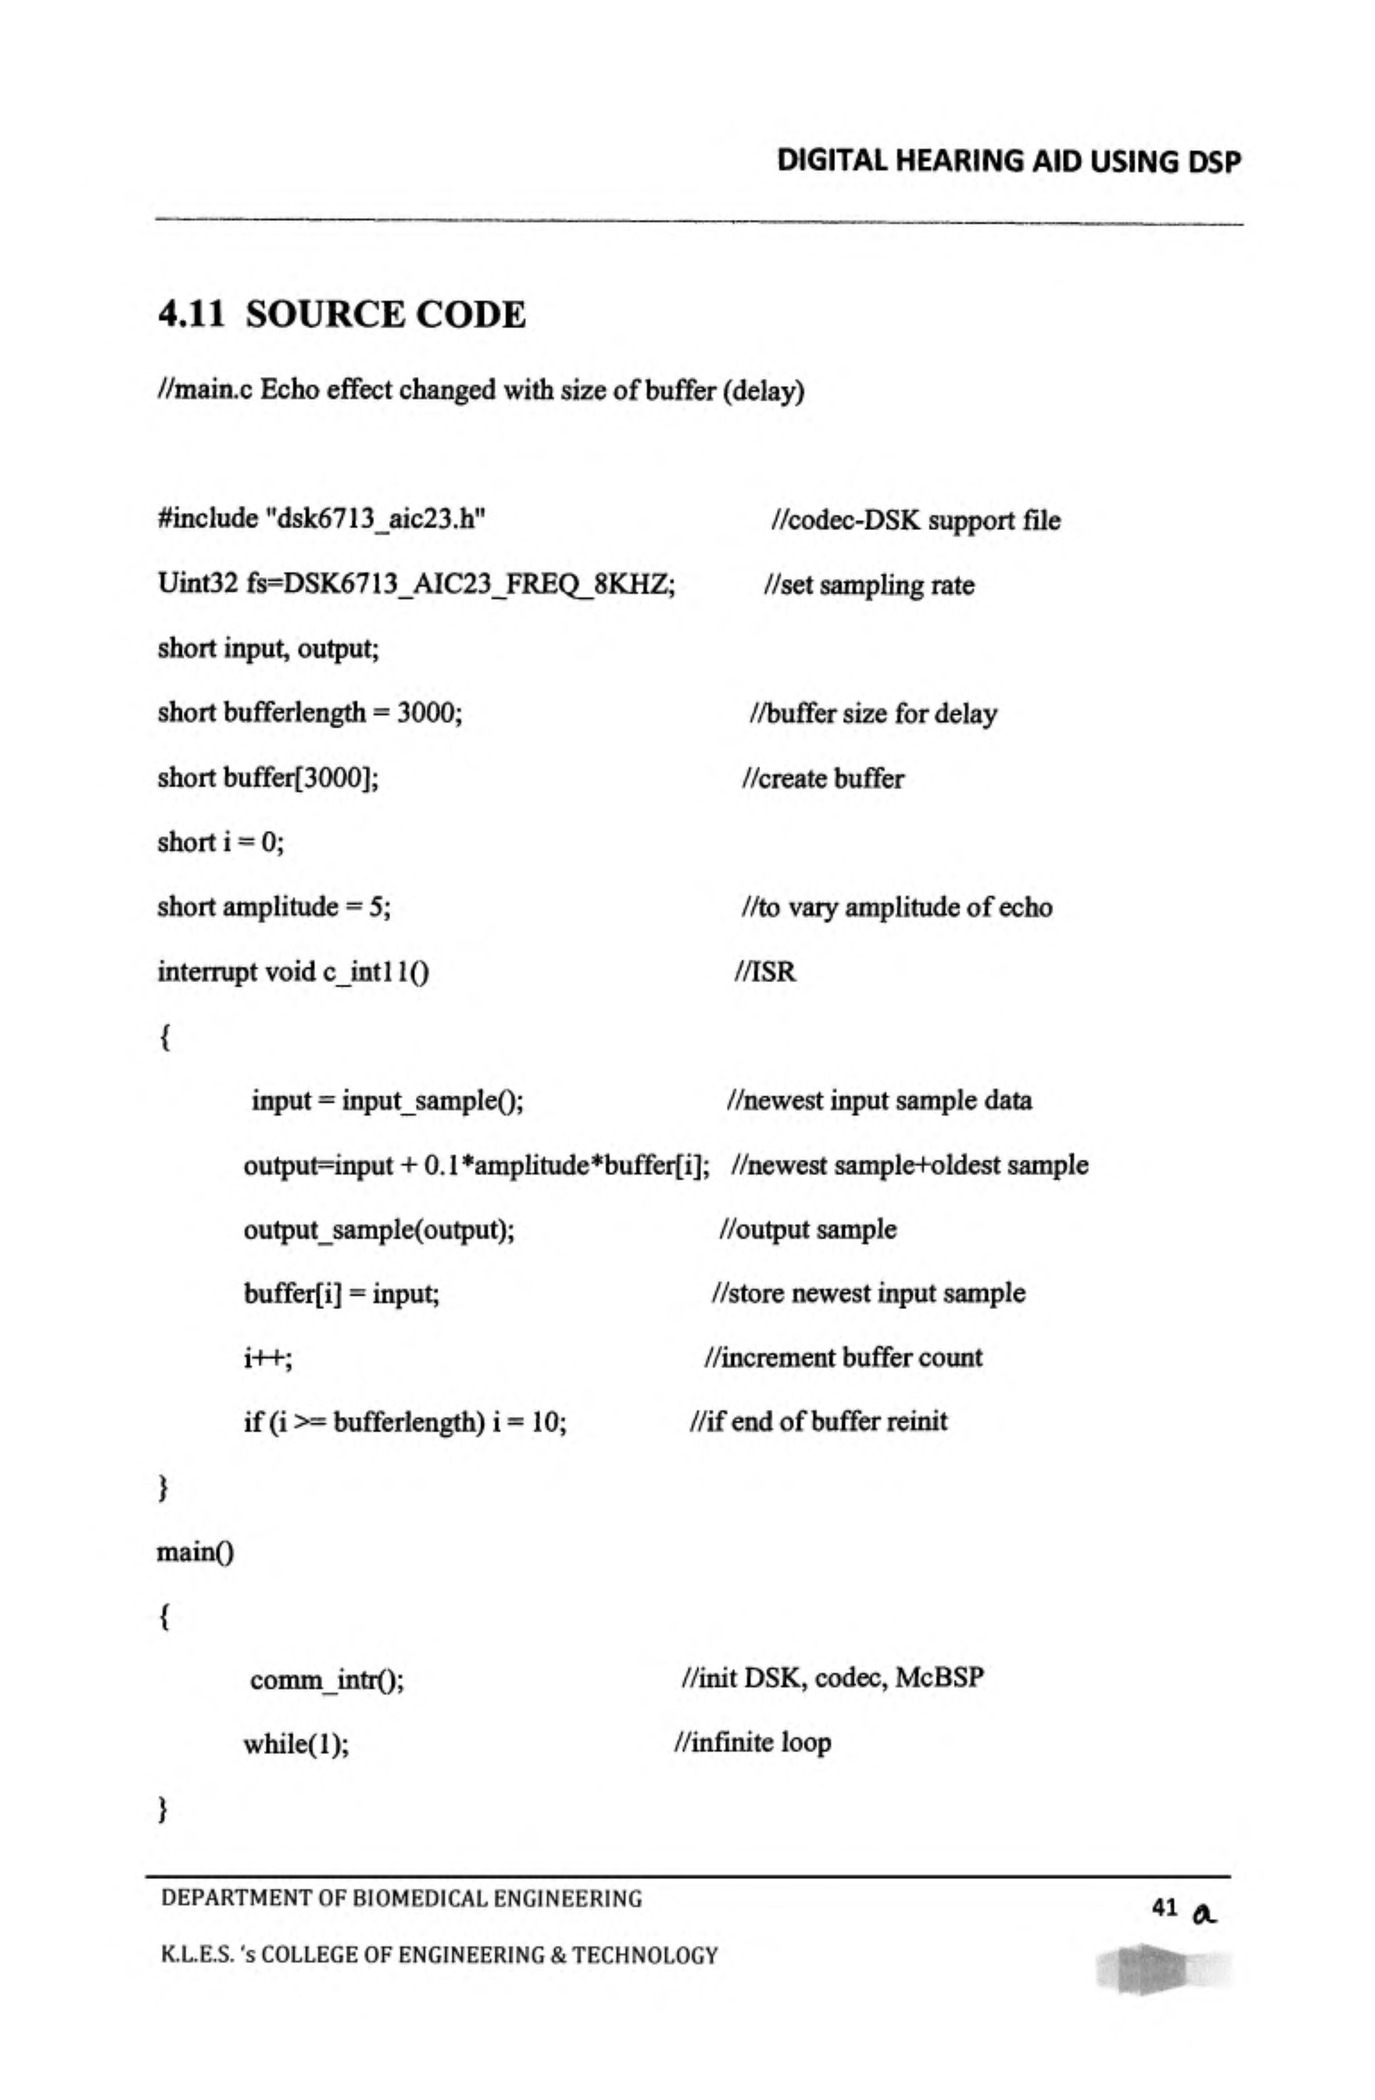 DIGITAL HEARING AID USING DSP
4.11 SOURCE CODE
//main.c Echo effect changed with size of buffer (delay)
#include "dsk6713_aic23.h" //codec-DSK support file
Uint32 fs=DSK6713_AIC23_FREQ_8KHZ; //set sampling rate
short input, output;
short bufferlength = 3000; //buffer size for delay
short buffer[3000]; //create buffer
short i = 0;
short amplitude = 5; //to vary amplitude of echo
interrupt void c_int11() //ISR
{
input = input_sample(); //newest input sample data
output=input + 0.1*amplitude*buffer[i]; //newest sample+oldest sample
output_sample(output); //output sample
buffer[i] = input; //store newest input sample
i++; //increment buffer count
if (i >= bufferlength) i = 10; //if end of buffer reinit
}
main()
{
comm_intr(); //init DSK, codec, McBSP
while(1); //infinite loop
}
DEPARTMENT OF BIOMEDICAL ENGINEERING
41 a
K.L.E.S. 's COLLEGE OF ENGINEERING & TECHNOLOGY